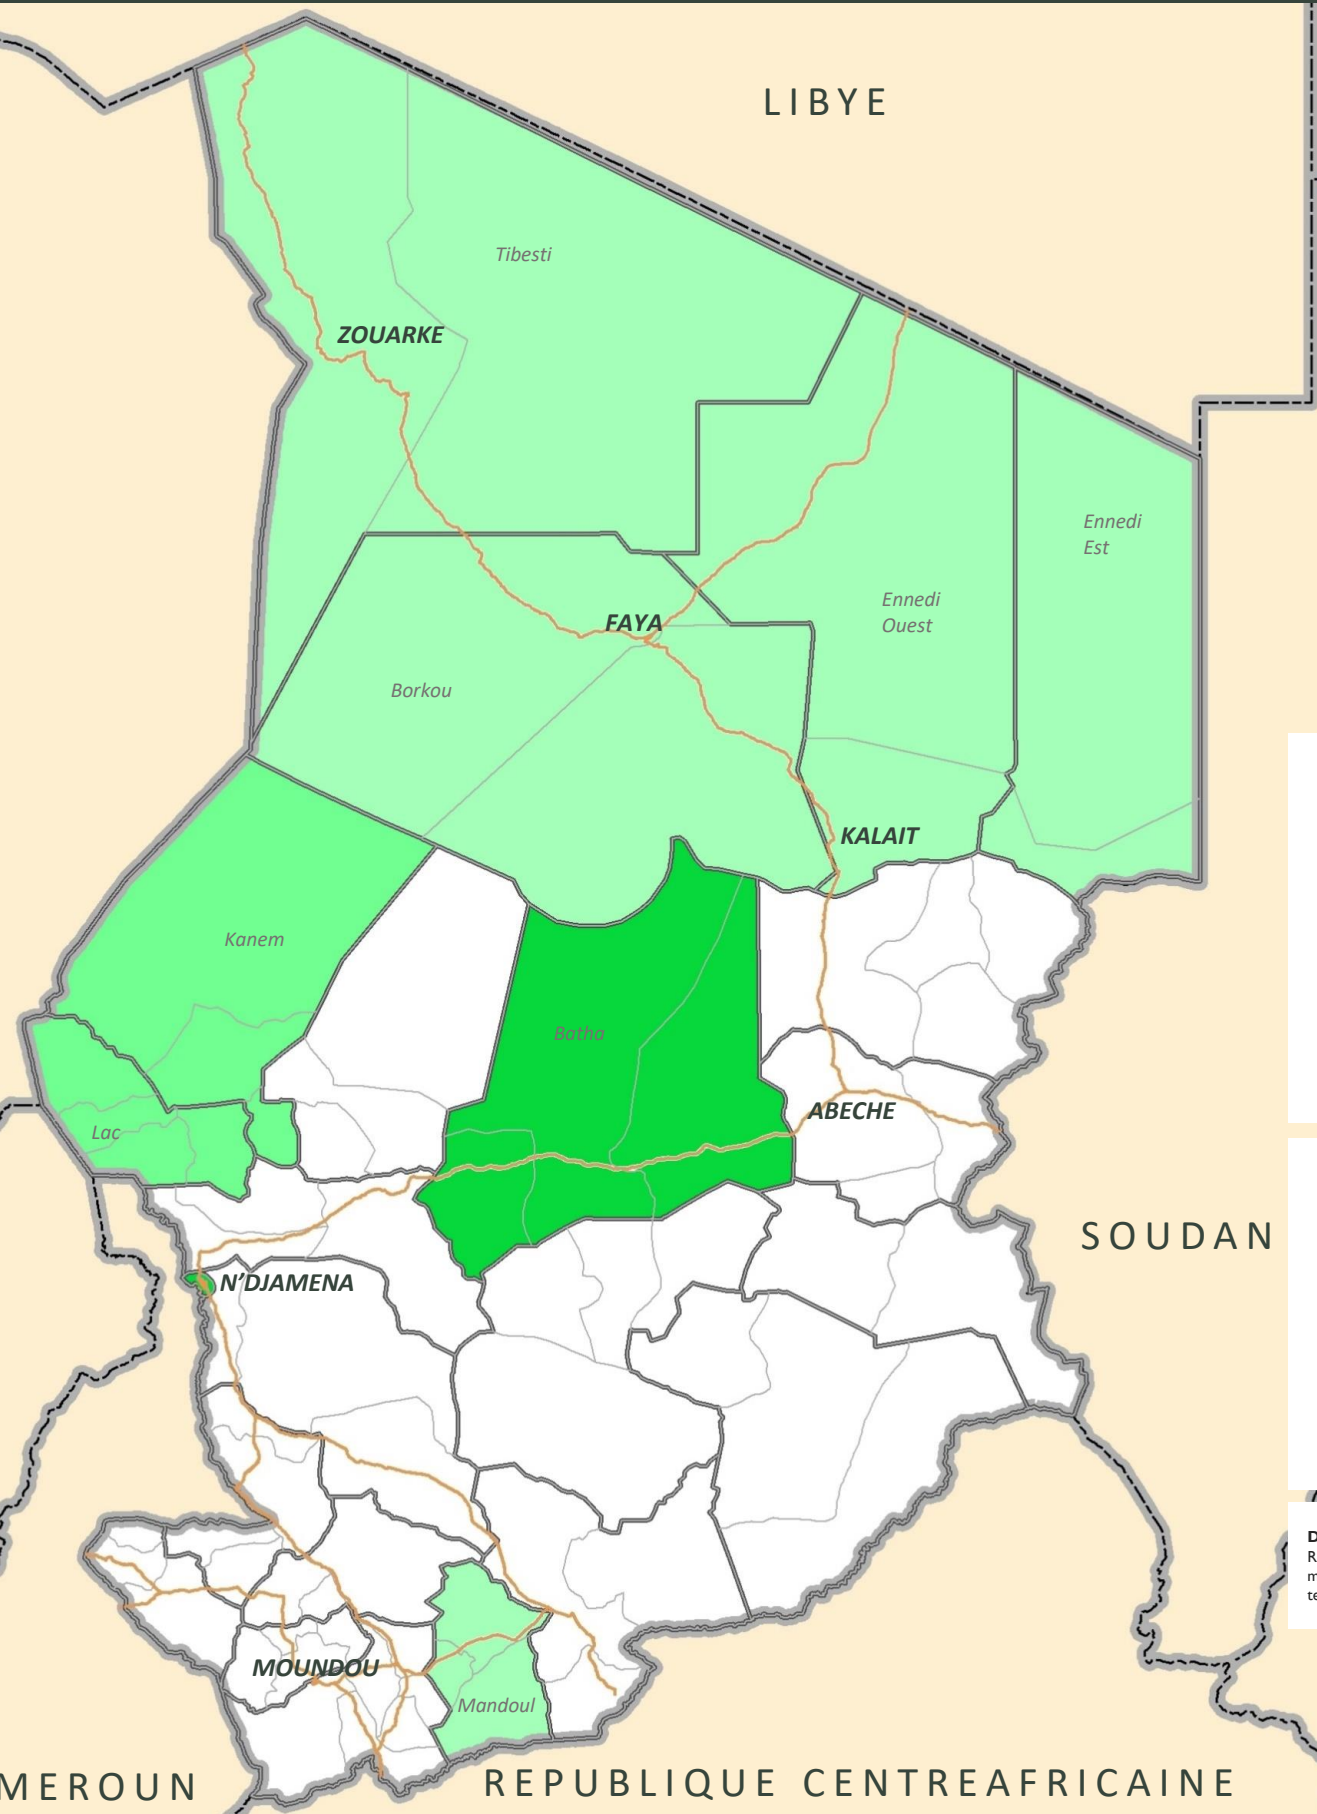 LIBYE
Tibesti
ZOUARKE
Ennedi
Est
Ennedi
Ouest
FAYA
Borkou
KALAIT
Kanem
Batha
ABECHE
Lac
SOUDAN
N'DJAMENA
D
R
m
te
MOUNDOU
Mandoul
MEROUN
REPUBLIQUE CENTREAFRICAINE